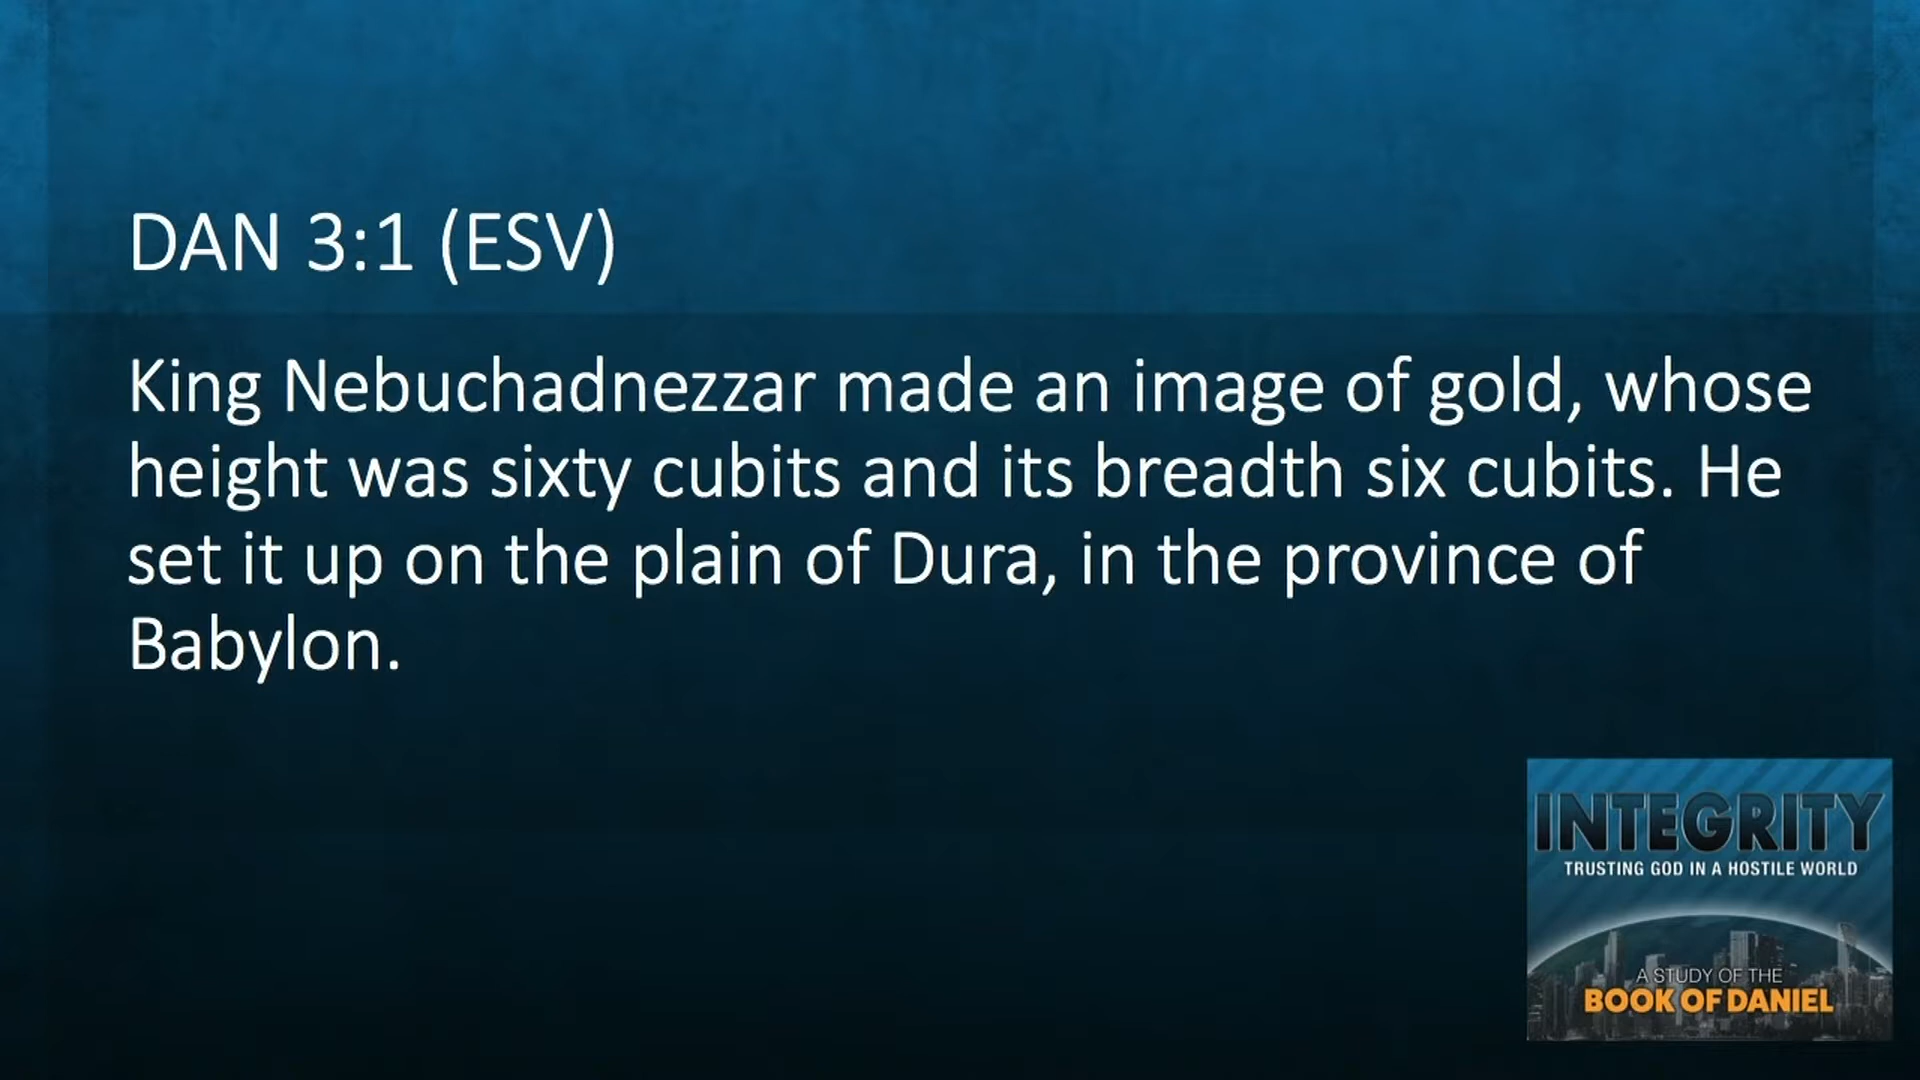 DAN 3:1 (ESV)
King Nebuchadnezzar made an image of gold, whose
height was sixty cubits and its breadth six cubits. He
set it up on the plain of Dura, in the province of
Babylon.
INTEGRITY
TRUSTING GOD IN A HOSTILE WORLD
A STUDY OF THE
BOOK OF DANIEL